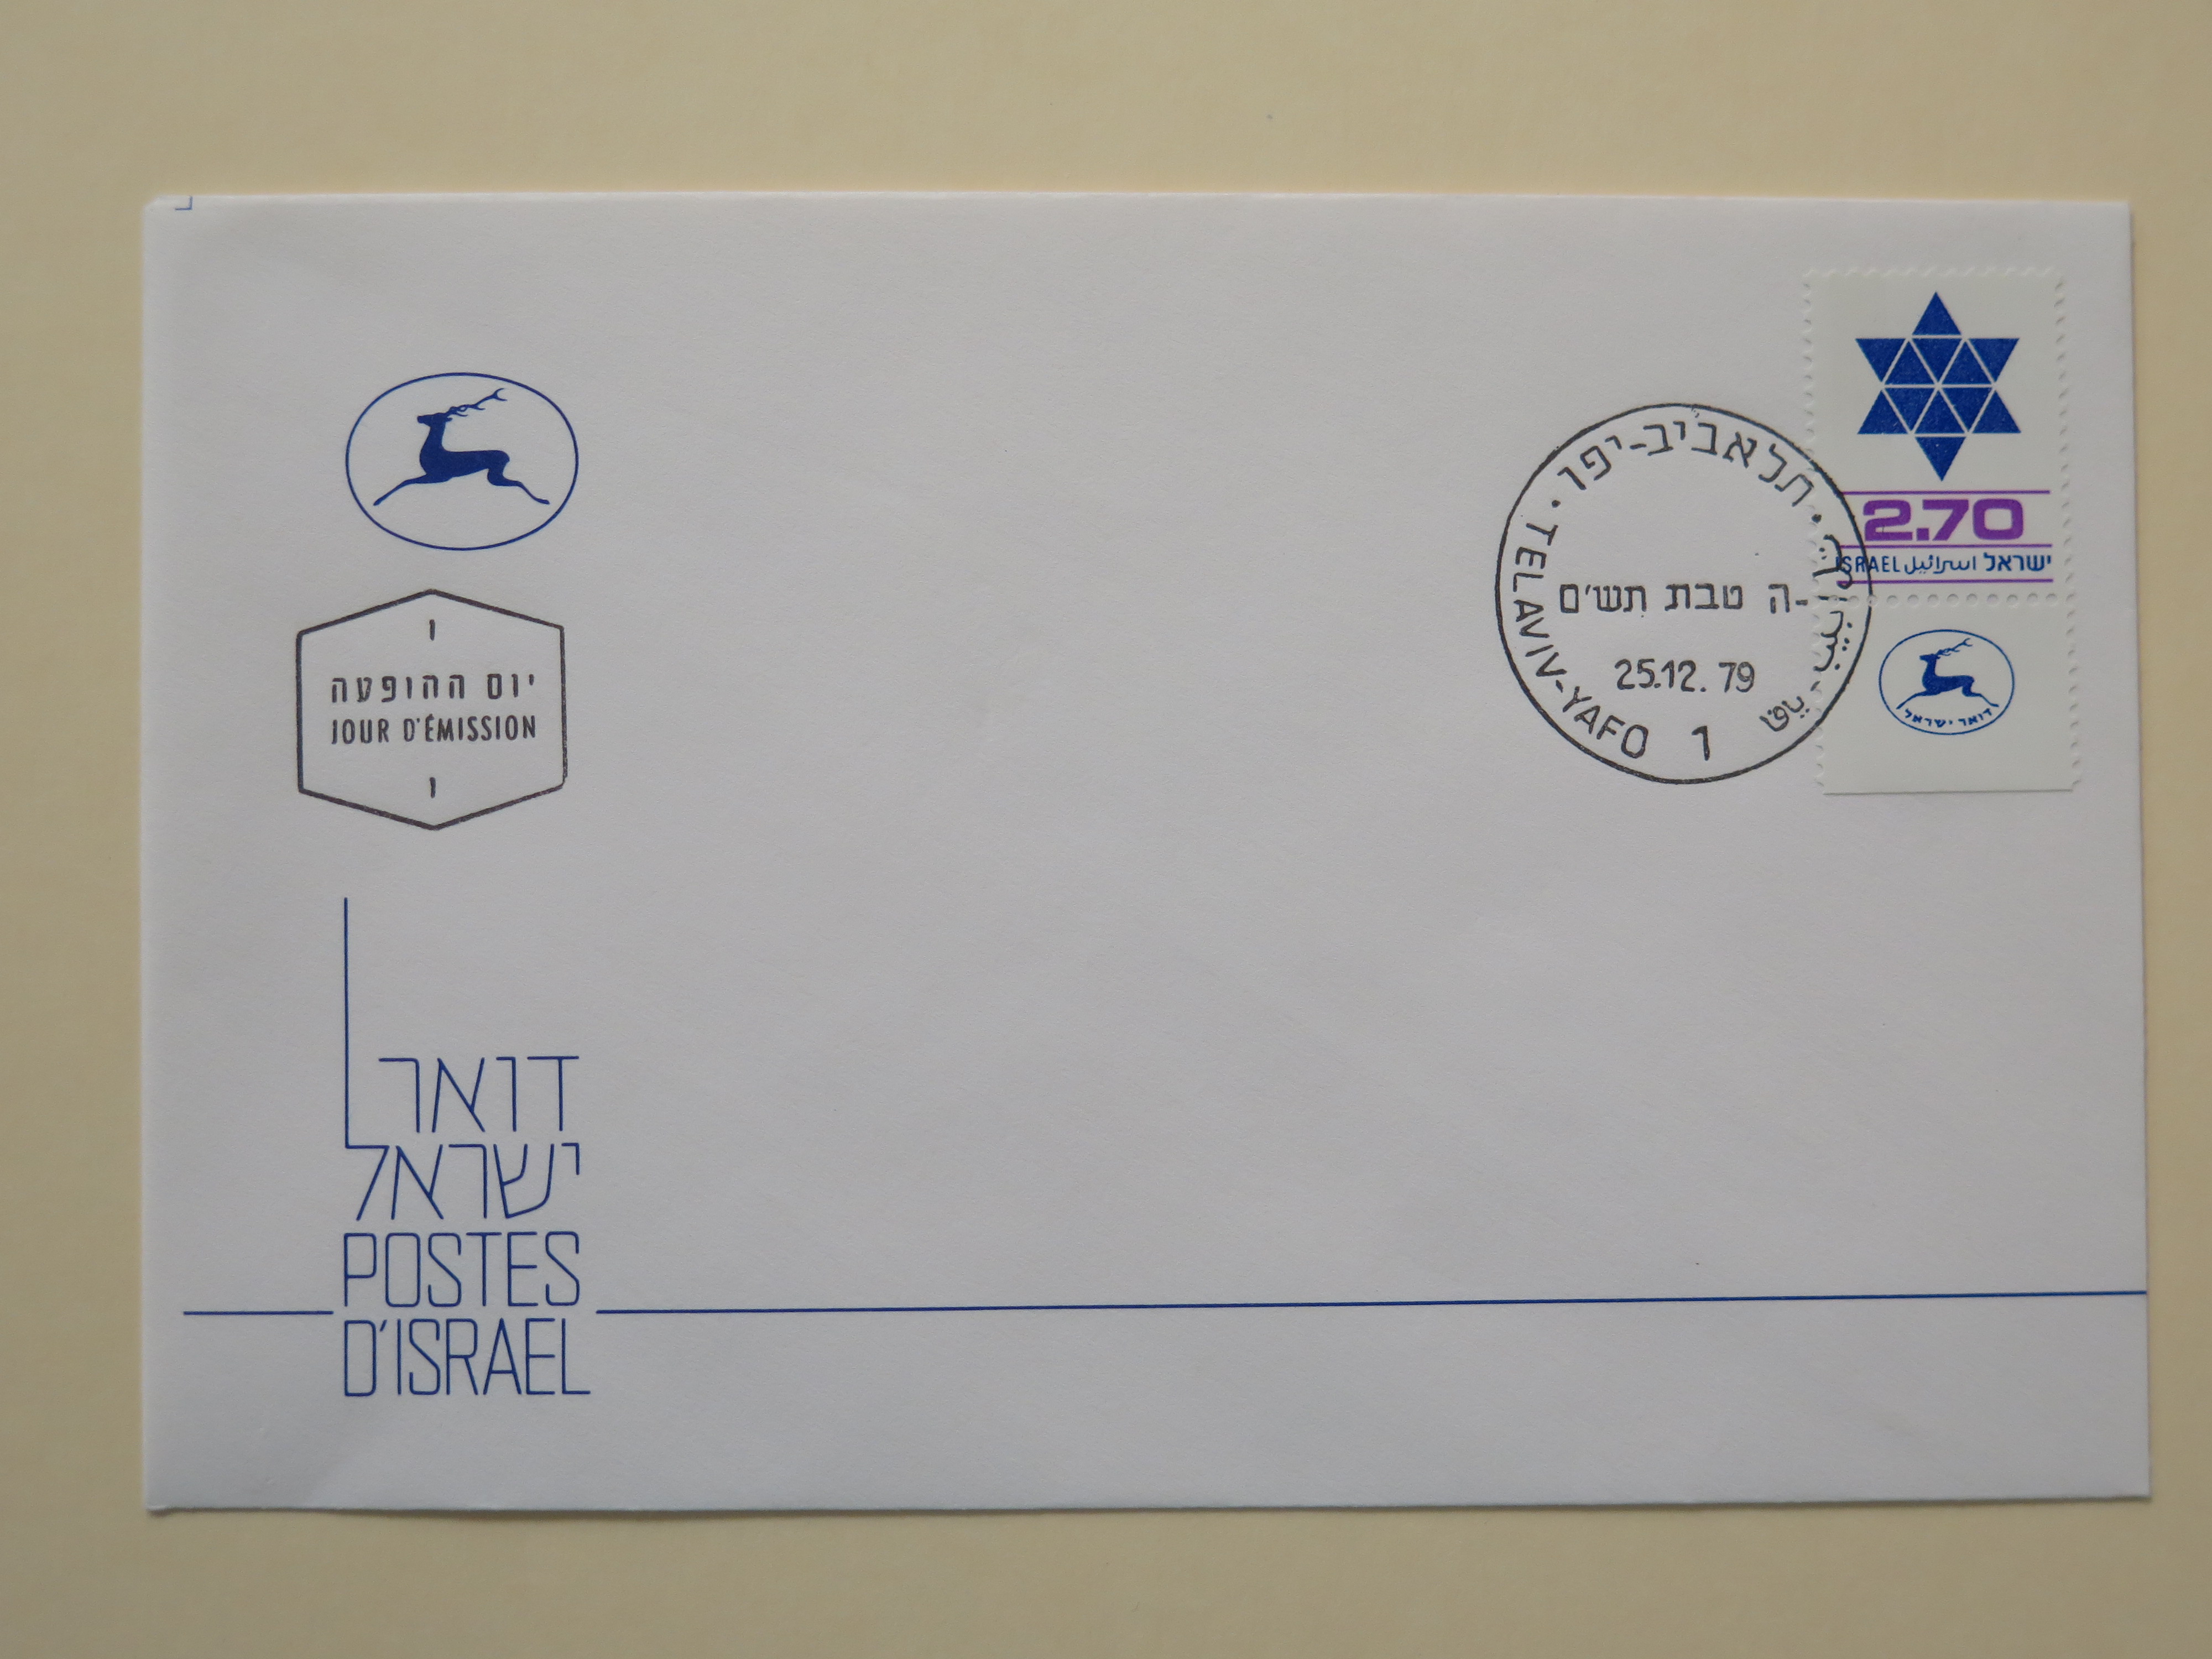 יום ההופעה
JOUR D'ÉMISSION
דואר
ישראל
POSTES
D'ISRAEL
תל אביב-יפו
TEL AVIV-YAFO
1
ה טבת תש'ם
25.12.79
2.70
ISRAEL اسرائيل ישראל
דואר ישראל